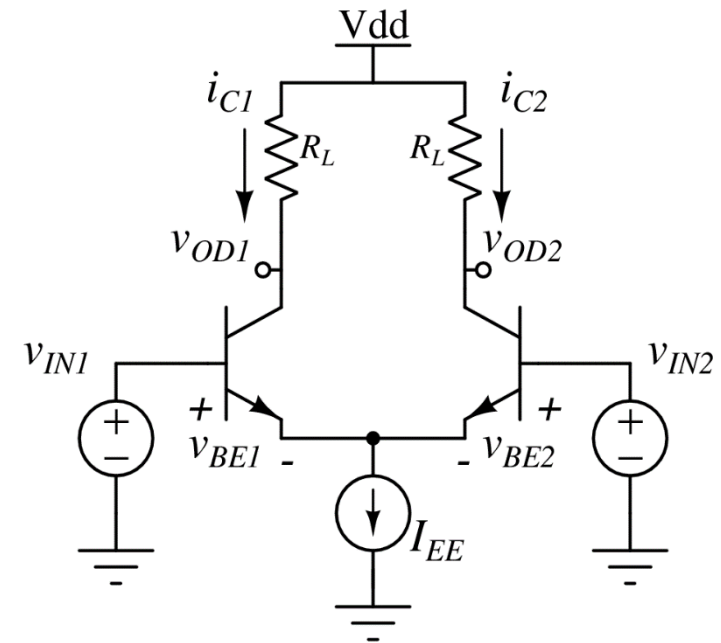 Vdd
iC1
iC2
RL
RL
vOD1
vOD2
vIN1
vIN2
+
−
+
vBE1
-
+
vBE2
-
+
−
IEE